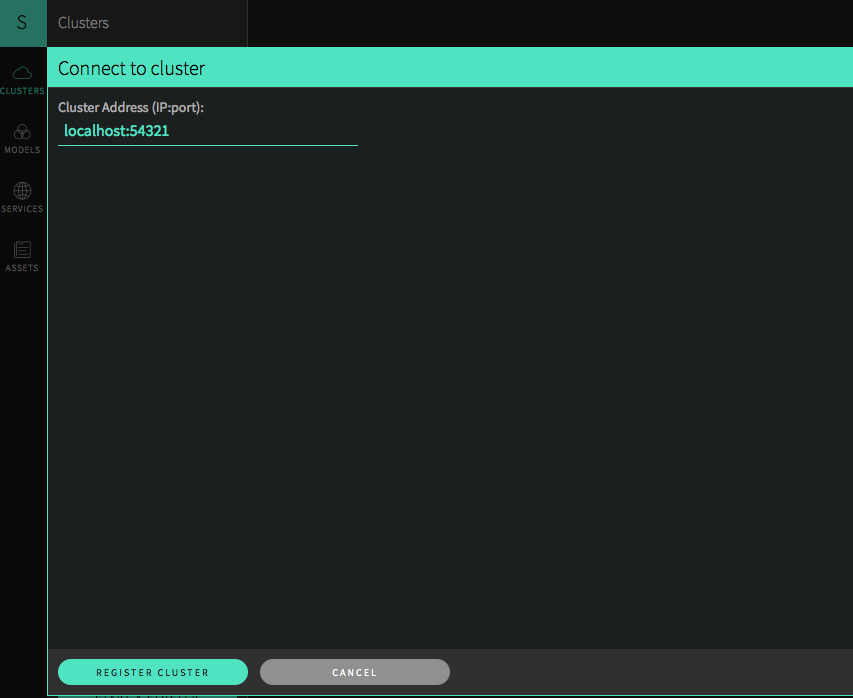 S
Clusters
Connect to cluster
CLUSTERS
Cluster Address (IP:port):
localhost:54321
MODELS
SERVICES
ASSETS
REGISTER CLUSTER
CANCEL